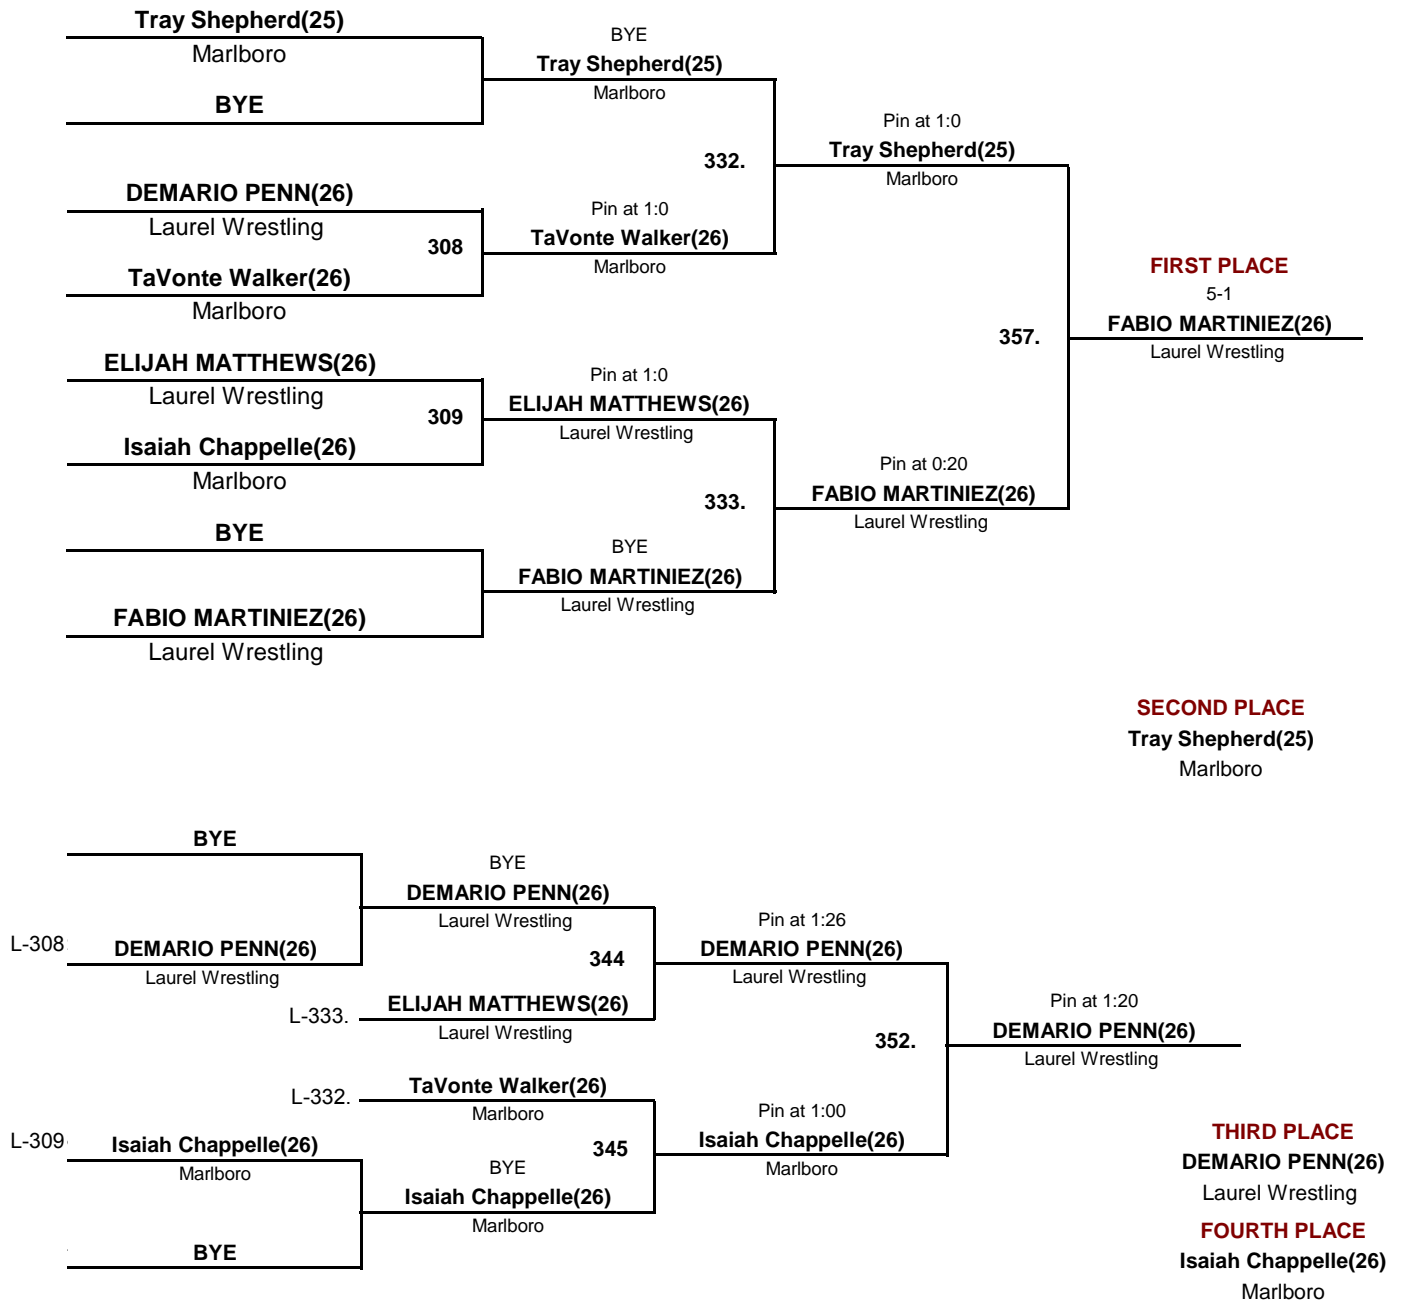 Tray Shepherd(25)
Marlboro
BYE
BYE
Tray Shepherd(25)
Marlboro
332.
Pin at 1:0
Tray Shepherd(25)
Marlboro
DEMARIO PENN(26)
Laurel Wrestling
308
TaVonte Walker(26)
Marlboro
Pin at 1:0
TaVonte Walker(26)
Marlboro
FIRST PLACE
5-1
FABIO MARTINIEZ(26)
Laurel Wrestling
357.
ELIJAH MATTHEWS(26)
Laurel Wrestling
309
Isaiah Chappelle(26)
Marlboro
Pin at 1:0
ELIJAH MATTHEWS(26)
Laurel Wrestling
333.
Pin at 0:20
FABIO MARTINIEZ(26)
Laurel Wrestling
BYE
BYE
FABIO MARTINIEZ(26)
Laurel Wrestling
FABIO MARTINIEZ(26)
Laurel Wrestling
SECOND PLACE
Tray Shepherd(25)
Marlboro
BYE
BYE
DEMARIO PENN(26)
Laurel Wrestling
L-308
DEMARIO PENN(26)
Laurel Wrestling
344
Pin at 1:26
DEMARIO PENN(26)
Laurel Wrestling
L-333.
ELIJAH MATTHEWS(26)
Laurel Wrestling
352.
Pin at 1:20
DEMARIO PENN(26)
Laurel Wrestling
L-332.
TaVonte Walker(26)
Marlboro
L-309
Isaiah Chappelle(26)
Marlboro
345
Pin at 1:00
Isaiah Chappelle(26)
Marlboro
BYE
Isaiah Chappelle(26)
Marlboro
BYE
THIRD PLACE
DEMARIO PENN(26)
Laurel Wrestling
FOURTH PLACE
Isaiah Chappelle(26)
Marlboro